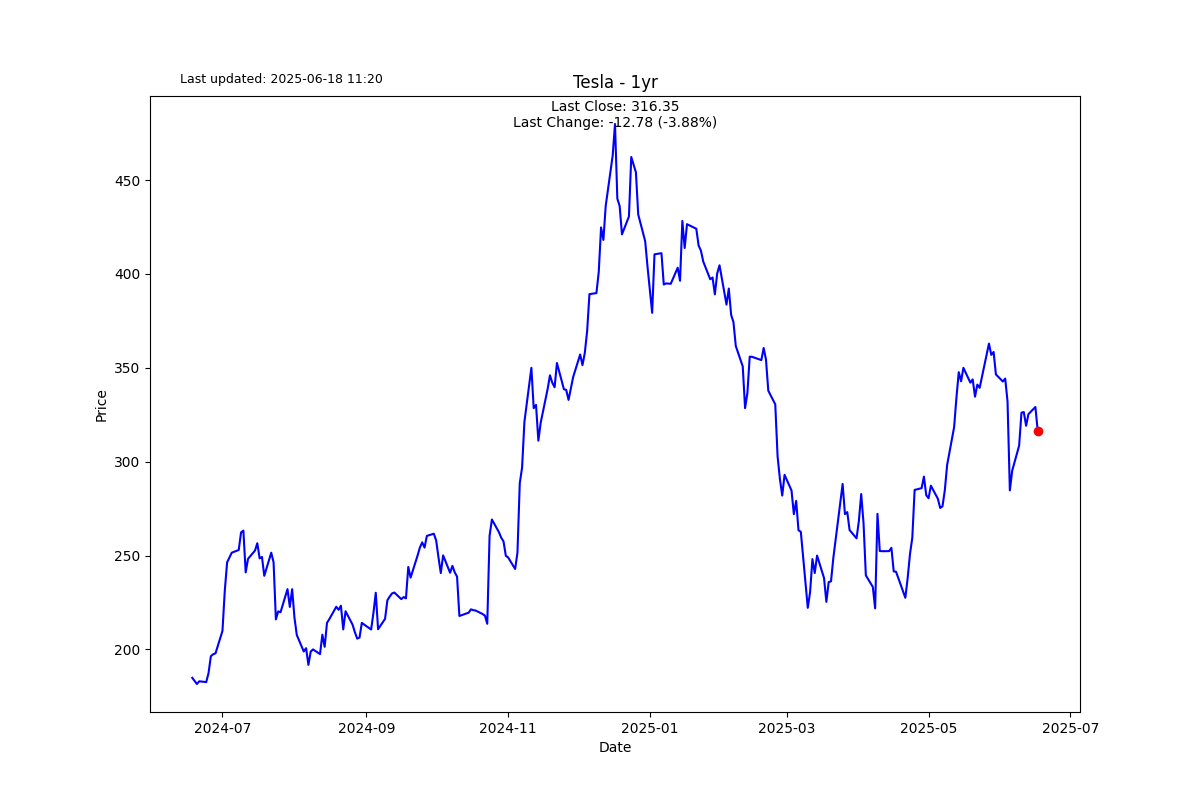 Last updated: 2025-06-18 11:20
Tesla - 1yr
Last Close: 316.35
Last Change: -12.78 (-3.88%)
Price
450
400
350
300
250
200
2024-07
2024-09
2024-11
2025-01
2025-03
2025-05
2025-07
Date